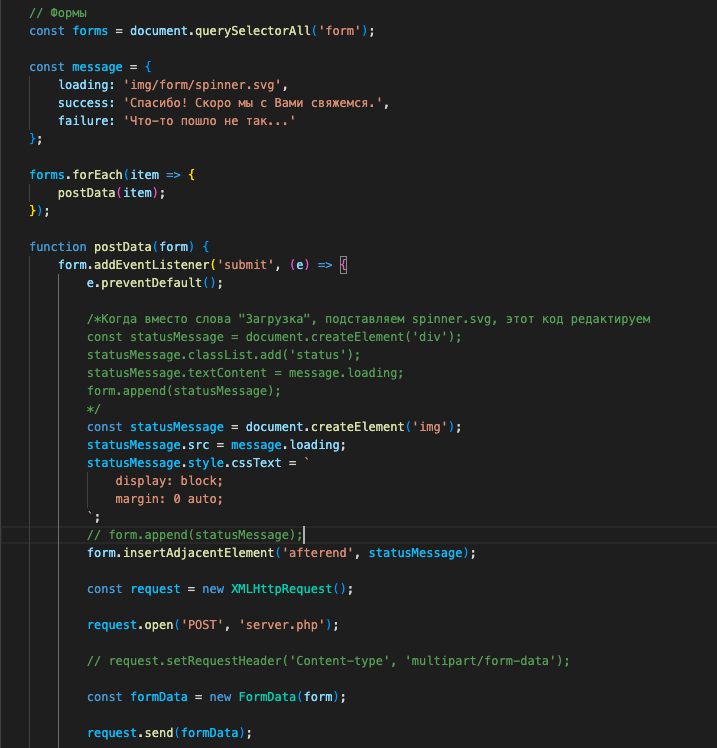 // Формы
const forms = document.querySelectorAll('form');
const message = {
loading: 'img/form/spinner.svg',
success: 'Спасибо! Скоро мы с Вами свяжемся.',
failure: 'Что-то пошло не так...'
};
forms.forEach(item => {
postData(item);
});
function postData(form) {
form.addEventListener('submit', (e) => {
e.preventDefault();
/*Когда вместо слова "Загрузка", подставляем spinner.svg, этот код редактируем
const statusMessage = document.createElement('div');
statusMessage.classList.add('status');
statusMessage.textContent = message.loading;
form.append(statusMessage);
*/
const statusMessage = document.createElement('img');
statusMessage.src = message.loading;
statusMessage.style.cssText = `
display: block;
margin: 0 auto;
`;
// form.append(statusMessage);
form.insertAdjacentElement('afterend', statusMessage);
const request = new XMLHttpRequest();
request.open('POST', 'server.php');
// request.setRequestHeader('Content-type', 'multipart/form-data');
const formData = new FormData(form);
request.send(formData);